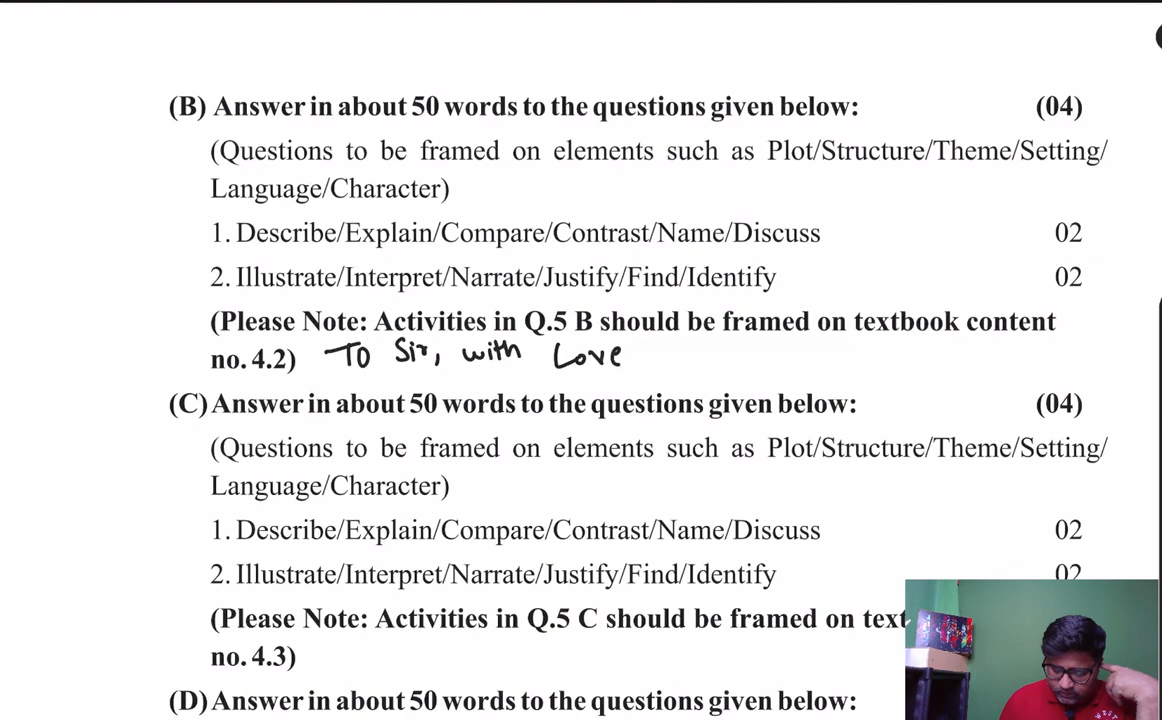 (B) Answer in about 50 words to the questions given below: (04)
(Questions to be framed on elements such as Plot/Structure/Theme/Setting/
Language/Character)
1. Describe/Explain/Compare/Contrast/Name/Discuss 02
2. Illustrate/Interpret/Narrate/Justify/Find/Identify 02
(Please Note: Activities in Q.5 B should be framed on textbook content
no. 4.2) To Sir, with Love
(C) Answer in about 50 words to the questions given below: (04)
(Questions to be framed on elements such as Plot/Structure/Theme/Setting/
Language/Character)
1. Describe/Explain/Compare/Contrast/Name/Discuss 02
2. Illustrate/Interpret/Narrate/Justify/Find/Identify 02
(Please Note: Activities in Q.5 C should be framed on text
no. 4.3)
(D) Answer in about 50 words to the questions given below: